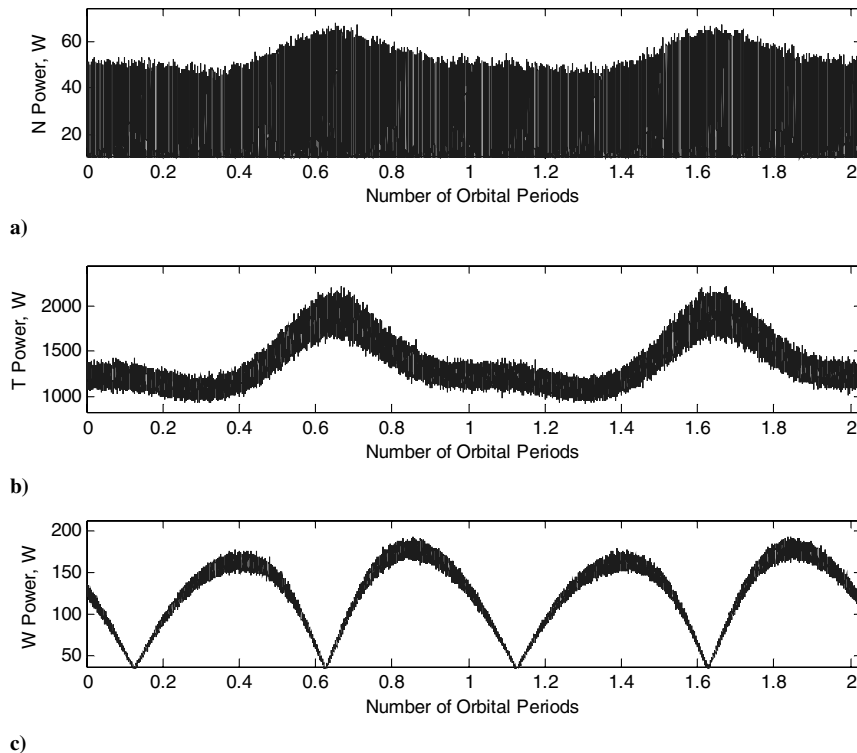 60
40
20
N Power, W
0 0.2 0.4 0.6 0.8 1 1.2 1.4 1.6 1.8 2
Number of Orbital Periods
a)
2000
1500
1000
T Power, W
0 0.2 0.4 0.6 0.8 1 1.2 1.4 1.6 1.8 2
Number of Orbital Periods
b)
200
150
100
50
W Power, W
0 0.2 0.4 0.6 0.8 1 1.2 1.4 1.6 1.8 2
Number of Orbital Periods
c)